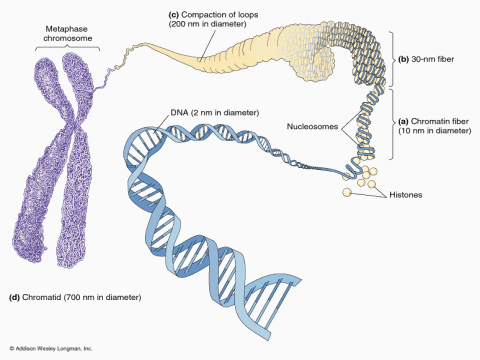 (c) Compaction of loops
(200 nm in diameter)
Metaphase
chromosome
(b) 30-nm fiber
DNA (2 nm in diameter)
Nucleosomes
(a) Chromatin fiber
(10 nm in diameter)
Histones
(d) Chromatid (700 nm in diameter)
© Addison Wesley Longman, Inc.